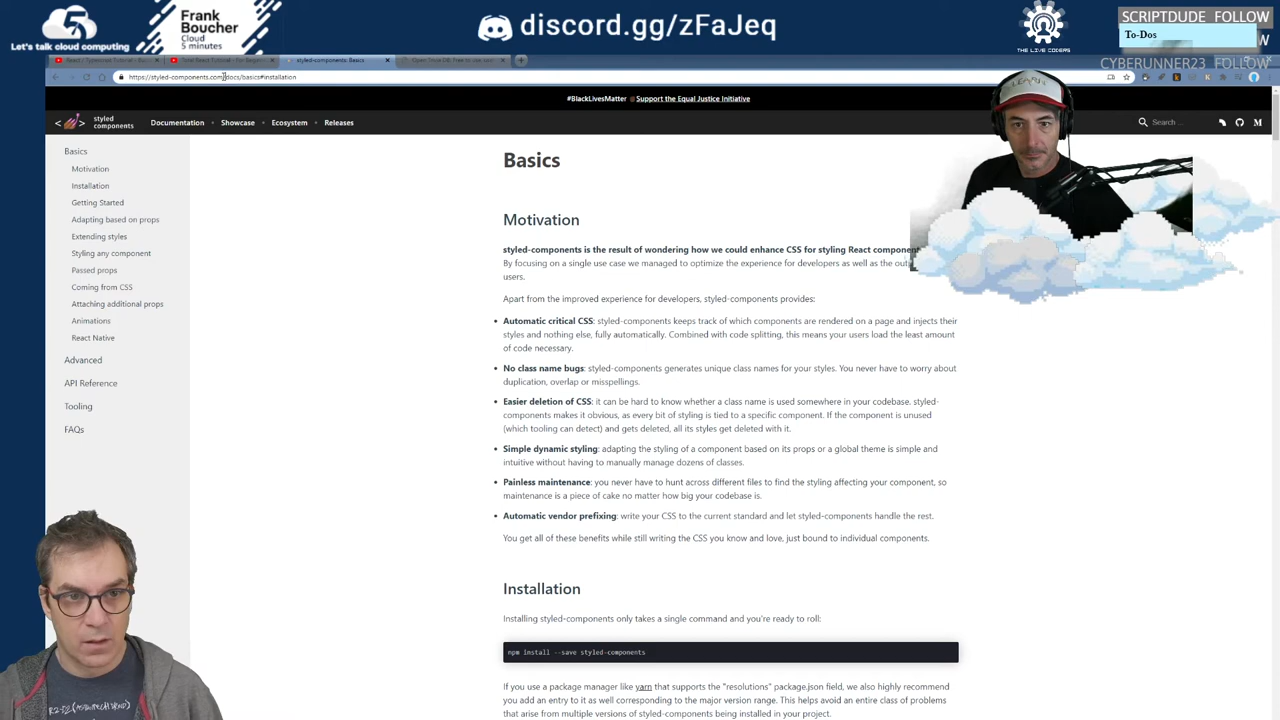 Let's talk cloud computing
Frank
Boucher
Cloud
5 minutes
discord.gg/zFaJeq
THE LIVE CODERS
SCRIPTDUDE FOLLOW
To-Dos
CYBERUNNER23 FOLLOW
styled-components: Basics
https://styled-components.com/docs/basics#installation
#BlackLivesMatter Support the Equal Justice Initiative
styled
components
Documentation
Showcase
Ecosystem
Releases
Search ...
LEARN
Basics
Motivation
Installation
Getting Started
Adapting based on props
Extending styles
Styling any component
Passed props
Coming from CSS
Attaching additional props
Animations
React Native
Advanced
API Reference
Tooling
FAQs
Basics
Motivation
styled-components is the result of wondering how we could enhance CSS for styling React component
By focusing on a single use case we managed to optimize the experience for developers as well as the
users.
Apart from the improved experience for developers, styled-components provides:
Automatic critical CSS: styled-components keeps track of which components are rendered on a page and injects their
styles and nothing else, fully automatically. Combined with code splitting, this means your users load the least amount
of code necessary.
No class name bugs: styled-components generates unique class names for your styles. You never have to worry about
duplication, overlap or misspellings.
Easier deletion of CSS: it can be hard to know whether a class name is used somewhere in your codebase. styled-
components makes it obvious, as every bit of styling is tied to a specific component. If the component is unused
(which tooling can detect) and gets deleted, all its styles get deleted with it.
Simple dynamic styling: adapting the styling of a component based on its props or a global theme is simple and
intuitive without having to manually manage dozens of classes.
Painless maintenance: you never have to hunt across different files to find the styling affecting your component, so
maintenance is a piece of cake no matter how big your codebase is.
Automatic vendor prefixing: write your CSS to the current standard and let styled-components handle the rest.
You get all of these benefits while still writing the CSS you know and love, just bound to individual components.
Installation
Installing styled-components only takes a single command and you're ready to roll:
npm install --save styled-components
If you use a package manager like yarn that supports the "resolutions" package.json field, we also highly recommend
you add an entry to it as well corresponding to the major version range. This helps avoid an entire class of problems
that arise from multiple versions of styled-components being installed in your project.